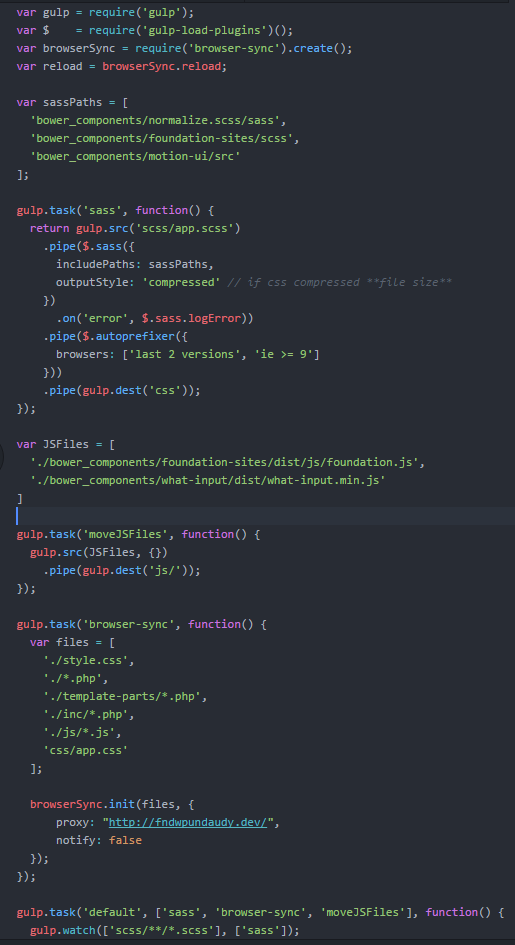 var gulp = require('gulp');
var $    = require('gulp-load-plugins')();
var browserSync = require('browser-sync').create();
var reload = browserSync.reload;

var sassPaths = [
  'bower_components/normalize.scss/sass',
  'bower_components/foundation-sites/scss',
  'bower_components/motion-ui/src'
];

gulp.task('sass', function() {
  return gulp.src('scss/app.scss')
    .pipe($.sass({
      includePaths: sassPaths,
      outputStyle: 'compressed' // if css compressed **file size**
    })
      .on('error', $.sass.logError))
    .pipe($.autoprefixer({
      browsers: ['last 2 versions', 'ie >= 9']
    }))
    .pipe(gulp.dest('css'));
});

var JSFiles = [
  './bower_components/foundation-sites/dist/js/foundation.js',
  './bower_components/what-input/dist/what-input.min.js'
]

gulp.task('moveJSFiles', function() {
  gulp.src(JSFiles, {})
    .pipe(gulp.dest('js/'));
});

gulp.task('browser-sync', function() {
  var files = [
    './style.css',
    './*.php',
    './template-parts/*.php',
    './inc/*.php',
    './js/*.js',
    'css/app.css'
  ];

  browserSync.init(files, {
      proxy: "http://fndwpundaudy.dev/",
      notify: false
  });
});

gulp.task('default', ['sass', 'browser-sync', 'moveJSFiles'], function() {
  gulp.watch(['scss/**/*.scss'], ['sass']);